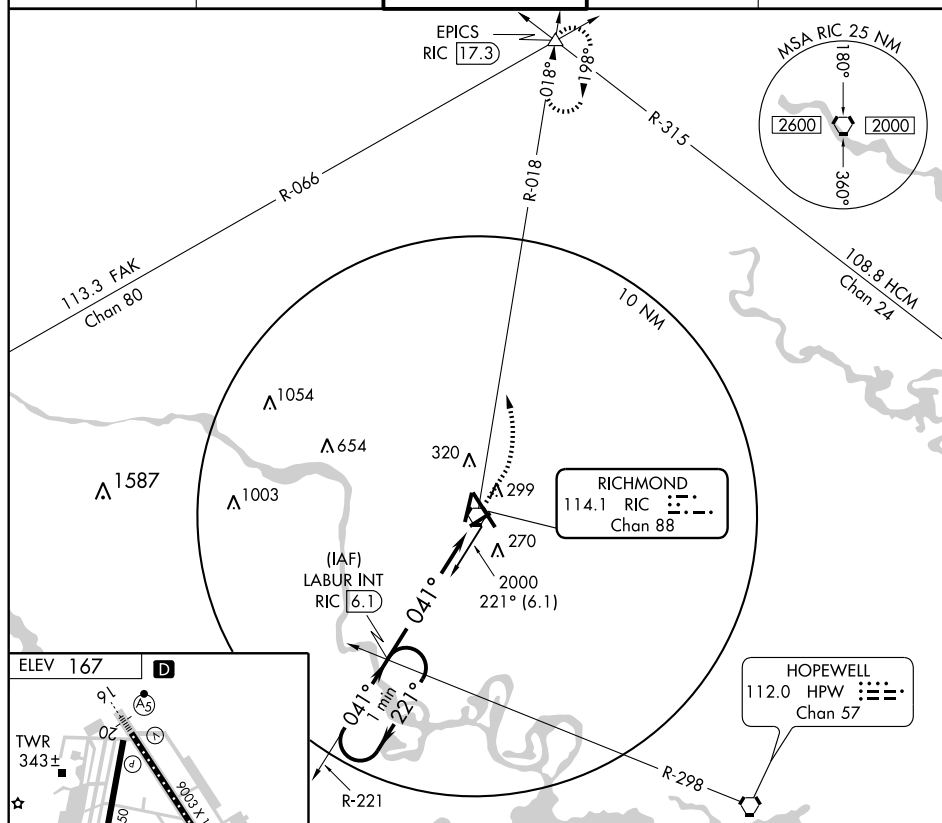 EPICS
RIC 17.3
018°
198°
MSA RIC 25 NM
180°
2600
2000
360°
R-315
R-066
R-018
113.3 FAK
Chan 80
108.8 HCM
Chan 24
10 NM
1054
654
1587
1003
320
299
270
RICHMOND
114.1 RIC
Chan 88
(IAF)
LABUR INT
RIC 6.1
041°
2000
221° (6.1)
041°
1 min
221°
R-221
R-298
HOPEWELL
112.0 HPW
Chan 57
ELEV 167
D
16
A5
20
TWR
343±
P